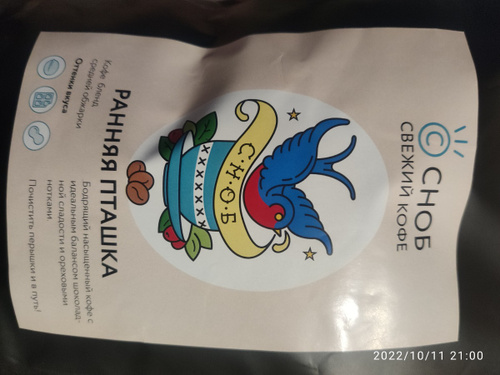 СНОБ
СВЕЖИЙ КОФЕ
С.Н.О.Б
РАННЯЯ ПТАШКА
Кофе бленд
средней обжарки
Оттенки вкуса
Бодрящий насыщенный кофе с
идеальным балансом шоколад-
ной сладости и ореховыми
нотками.
Почистить перышки и в путь!
2022/10/11 21:00